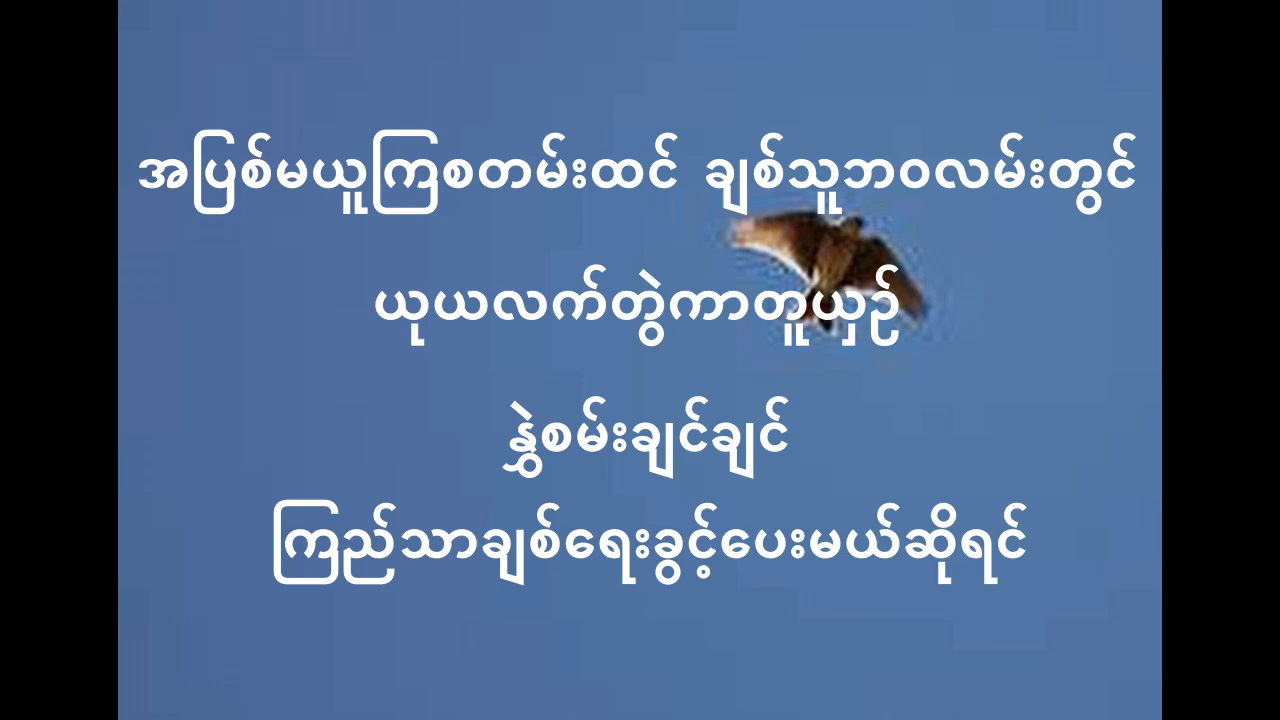 အပြစ်မယူကြစတမ်းထင် ချစ်သူဘဝလမ်းတွင်
ယုယလက်တွဲကာတူယှဉ်
နွှဲစမ်းချင်ချင်
ကြည်သာချစ်ရေးခွင့်ပေးမယ်ဆိုရင်